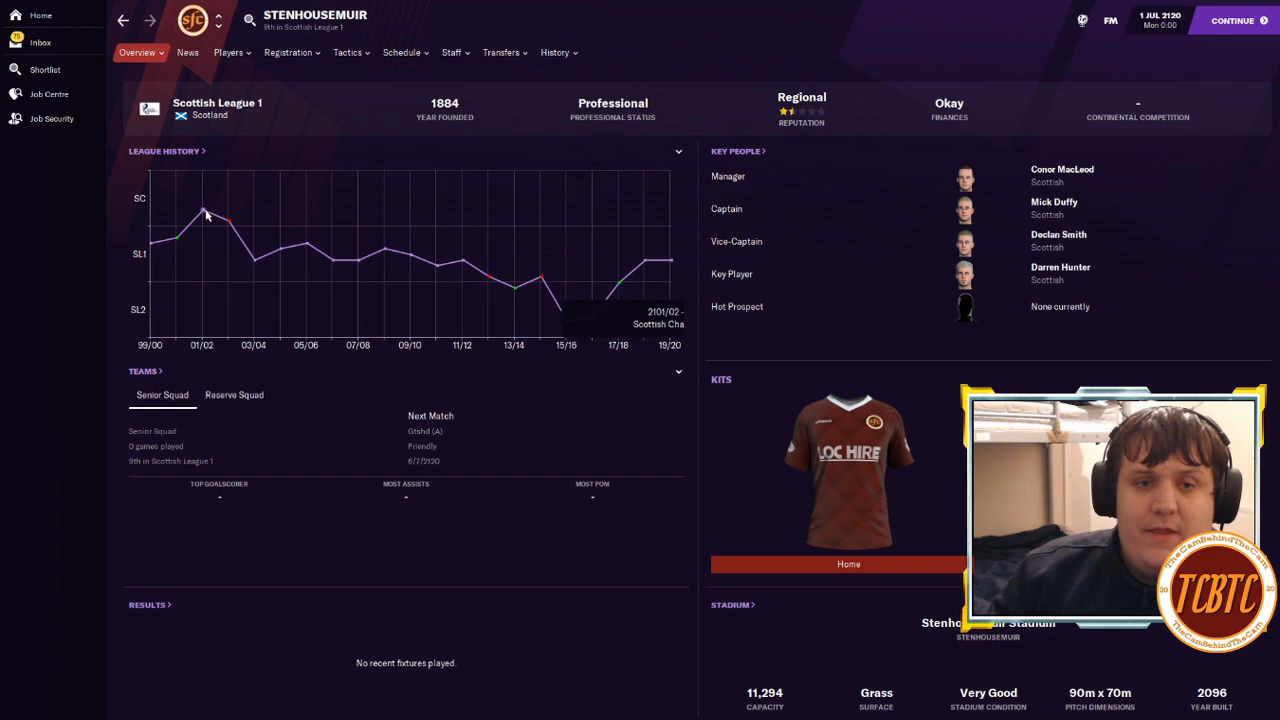 Home
75
Inbox
Shortlist
Job Centre
Job Security
sfc
STENHOUSEMUIR
9th in Scottish League 1
FM
1 JUL 2120
Mon 0:00
CONTINUE
Overview
News
Players
Registration
Tactics
Schedule
Staff
Transfers
History
Scottish League 1
Scotland
1884
YEAR FOUNDED
Professional
PROFESSIONAL STATUS
Regional
REPUTATION
Okay
FINANCES
-
CONTINENTAL COMPETITION
LEAGUE HISTORY >
SC
SL1
SL2
2101/02 -
Scottish Cha
99/00 01/02 03/04 05/06 07/08 09/10 11/12 13/14 15/16 17/18 19/20
KEY PEOPLE >
Manager
Conor MacLeod
Scottish
Captain
Mick Duffy
Scottish
Vice-Captain
Declan Smith
Scottish
Key Player
Darren Hunter
Scottish
Hot Prospect
None currently
TEAMS >
Senior Squad
Reserve Squad
Next Match
Senior Squad
Gtshd (A)
0 games played
Friendly
9th in Scottish League 1
6/7/2120
TOP GOALSCORER
-
MOST ASSISTS
-
MOST POM
-
KITS
sfc
LOC HIRE
Home
RESULTS >
No recent fixtures played.
STADIUM >
STENHOUSEMUIR
11,294
CAPACITY
Grass
SURFACE
Very Good
STADIUM CONDITION
90m x 70m
PITCH DIMENSIONS
2096
YEAR BUILT
TheCamBehindTheCam
20 TCBTC 20
TheCamBehindTheCam